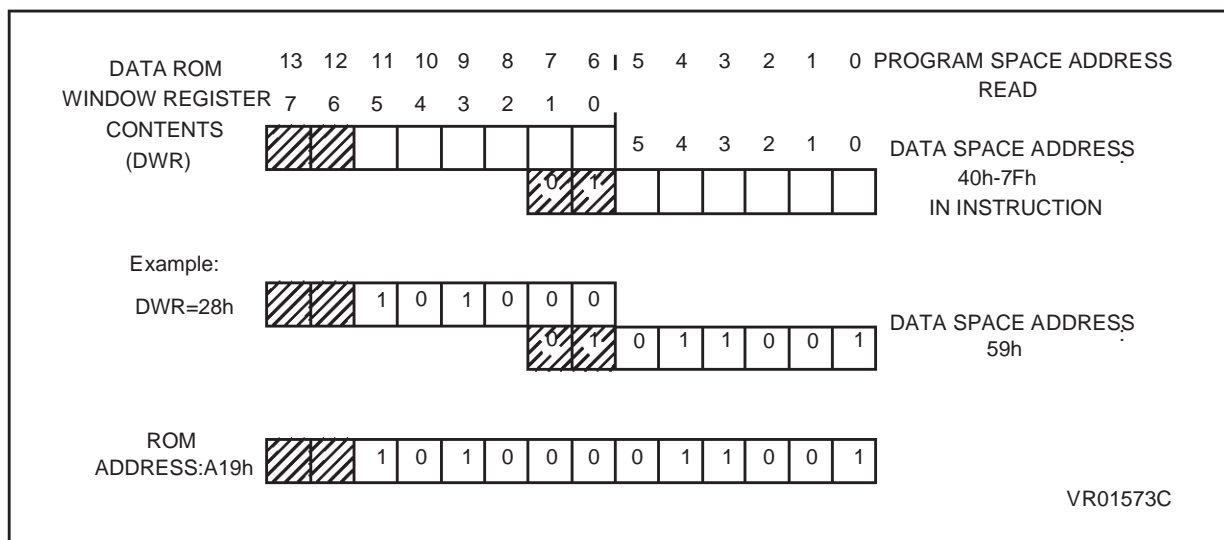 13 12 11 10 9 8 7 6 5 4 3 2 1 0 PROGRAM SPACE ADDRESS
READ
DATA ROM
WINDOW REGISTER 7 6 5 4 3 2 1 0
CONTENTS
(DWR)
5 4 3 2 1 0 DATA SPACE ADDRESS
:
40h-7Fh
0 1
IN INSTRUCTION
Example:
DWR=28h 1 0 1 0 0 0
DATA SPACE ADDRESS
:
0 1 0 1 1 0 0 1 59h
ROM
ADDRESS:A19h 1 0 1 0 0 0 0 1 1 0 0 1
VR01573C